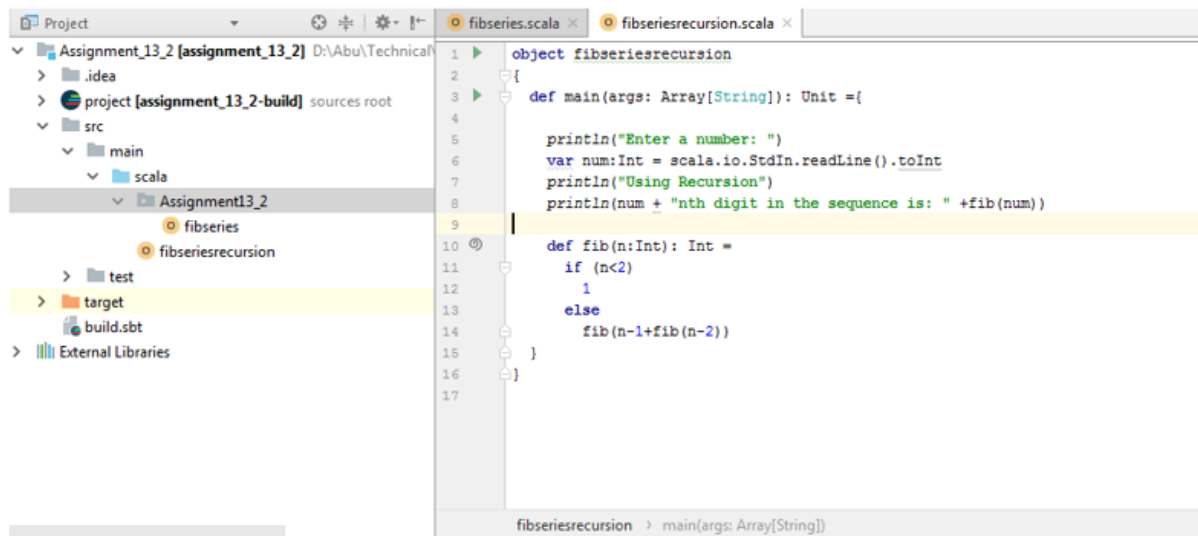 Project
Assignment_13_2 [assignment_13_2] D:\Abu\Technical\
.idea
project [assignment_13_2-build] sources root
src
main
scala
Assignment13_2
fibseries
fibseriesrecursion
test
target
build.sbt
External Libraries
fibseries.scala × fibseriesrecursion.scala ×
1 object fibseriesrecursion
2 {
3 def main(args: Array[String]): Unit ={
4
5 println("Enter a number: ")
6 var num:Int = scala.io.StdIn.readLine().toInt
7 println("Using Recursion")
8 println(num + "nth digit in the sequence is: " +fib(num))
9
10 def fib(n:Int): Int =
11 if (n<2)
12 1
13 else
14 fib(n-1+fib(n-2))
15 }
16 }
17
fibseriesrecursion › main(args: Array[String])